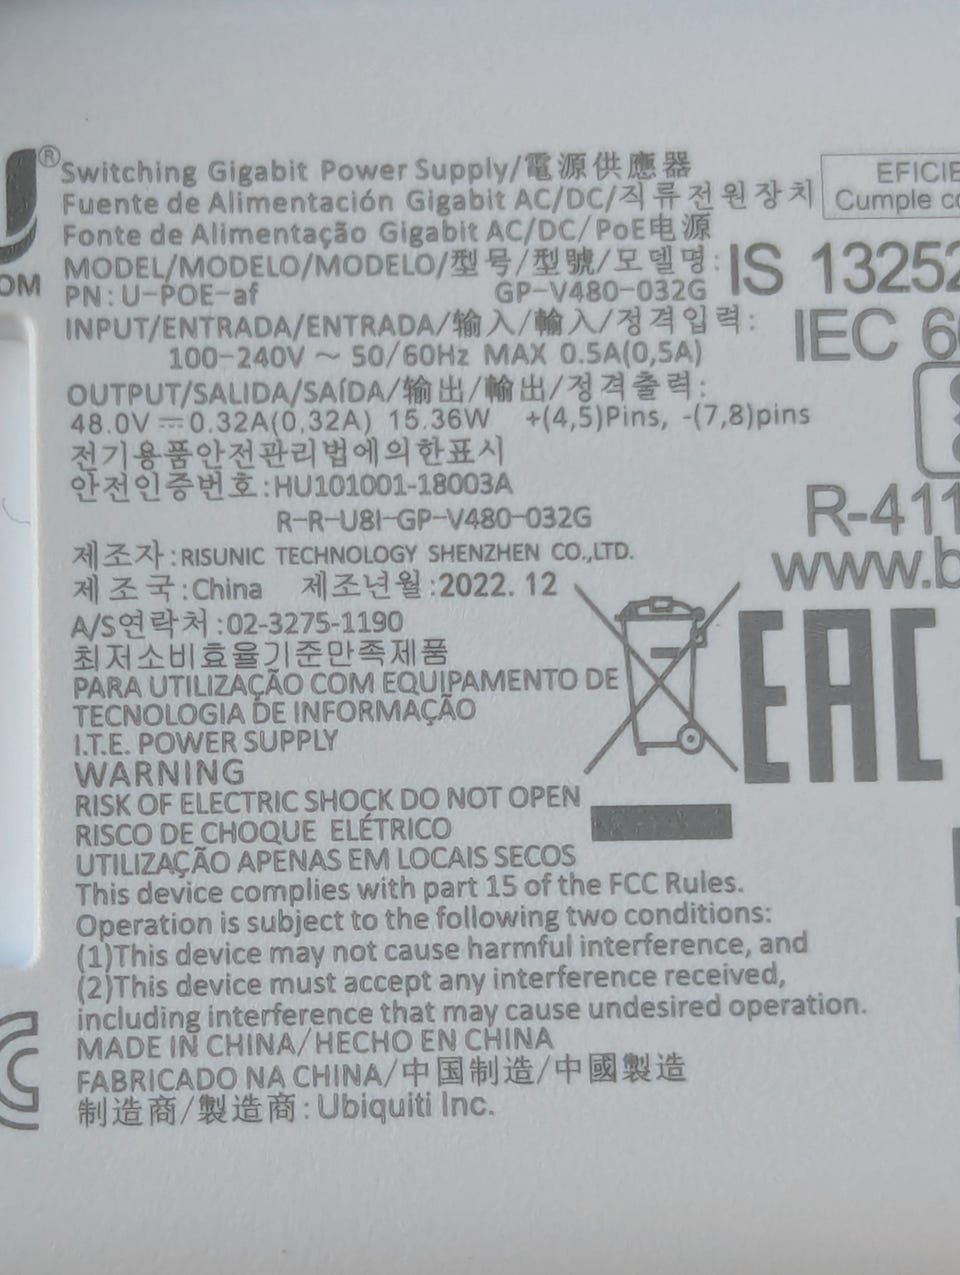 ®
Switching Gigabit Power Supply/電源供應器
Fuente de Alimentación Gigabit AC/DC/직류전원장치
Fonte de Alimentação Gigabit AC/DC/PoE电源
MODEL/MODELO/MODELO/型号/型號/모델명:
PN: U-POE-af GP-V480-032G
INPUT/ENTRADA/ENTRADA/输入/輸入/정격입력:
100-240V ~ 50/60Hz MAX 0.5A(0,5A)
OUTPUT/SALIDA/SAíDA/输出/輸出/정격출력:
48.0V⎓0.32A(0,32A) 15.36W +(4,5)Pins, -(7,8)pins
전기용품안전관리법에의한표시
안전인증번호:HU101001-18003A
R-R-U8I-GP-V480-032G
제조자:RISUNIC TECHNOLOGY SHENZHEN CO.,LTD.
제조국:China 제조년월:2022. 12
A/S연락처:02-3275-1190
최저소비효율기준만족제품
PARA UTILIZAÇÃO COM EQUIPAMENTO DE
TECNOLOGIA DE INFORMAÇÃO
I.T.E. POWER SUPPLY
WARNING
RISK OF ELECTRIC SHOCK DO NOT OPEN
RISCO DE CHOQUE ELÉTRICO
UTILIZAÇÃO APENAS EM LOCAIS SECOS
This device complies with part 15 of the FCC Rules.
Operation is subject to the following two conditions:
(1)This device may not cause harmful interference, and
(2)This device must accept any interference received,
including interference that may cause undesired operation.
MADE IN CHINA/HECHO EN CHINA
FABRICADO NA CHINA/中国制造/中國製造
制造商/製造商:Ubiquiti Inc.
OM
EFICIE
Cumple co
IS 13252
IEC 60
R-411
www.b
EAC